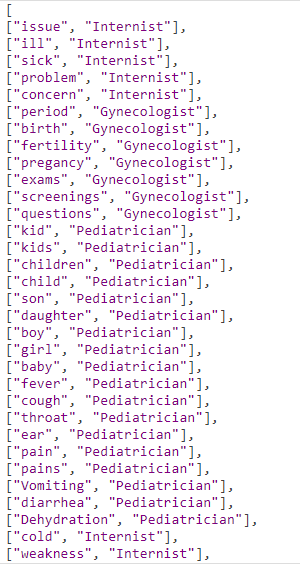 [
["issue", "Internist"],
["ill", "Internist"],
["sick", "Internist"],
["problem", "Internist"],
["concern", "Internist"],
["period", "Gynecologist"],
["birth", "Gynecologist"],
["fertility", "Gynecologist"],
["pregancy", "Gynecologist"],
["exams", "Gynecologist"],
["screenings", "Gynecologist"],
["questions", "Gynecologist"],
["kid", "Pediatrician"],
["kids", "Pediatrician"],
["children", "Pediatrician"],
["child", "Pediatrician"],
["son", "Pediatrician"],
["daughter", "Pediatrician"],
["boy", "Pediatrician"],
["girl", "Pediatrician"],
["baby", "Pediatrician"],
["fever", "Pediatrician"],
["cough", "Pediatrician"],
["throat", "Pediatrician"],
["ear", "Pediatrician"],
["pain", "Pediatrician"],
["pains", "Pediatrician"],
["Vomiting", "Pediatrician"],
["diarrhea", "Pediatrician"],
["Dehydration", "Pediatrician"],
["cold", "Internist"],
["weakness", "Internist"],